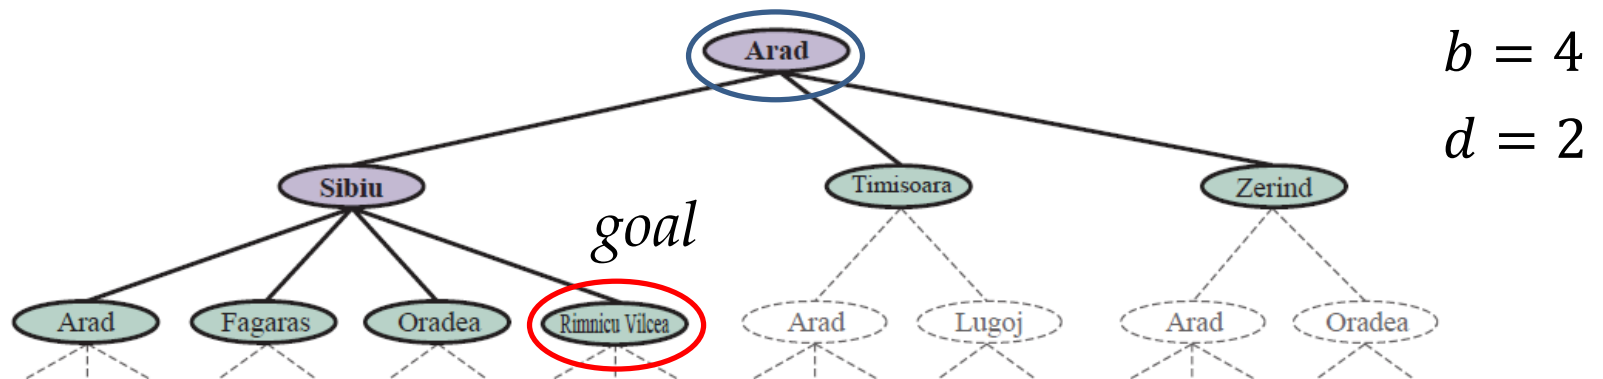 Arad
b = 4
d = 2
Sibiu
Timisoara
Zerind
goal
Arad
Fagaras
Oradea
Rimnicu Vilcea
Arad
Lugoj
Arad
Oradea